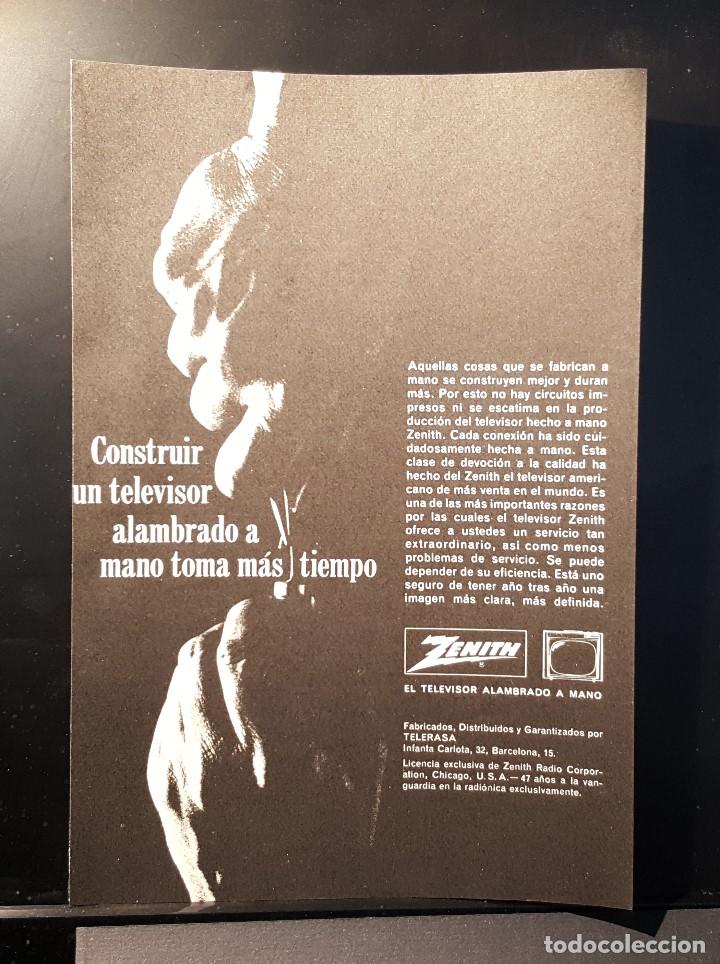 Construir
un televisor
alambrado a
mano toma más tiempo
Aquellas cosas que se fabrican a
mano se construyen mejor y duran
más. Por esto no hay circuitos im-
presos ni se escatima en la pro-
ducción del televisor hecho a mano
Zenith. Cada conexión ha sido cui-
dadosamente hecha a mano. Esta
clase de devoción a la calidad ha
hecho del Zenith el televisor ameri-
cano de más venta en el mundo. Es
una de las más importantes razones
por las cuales el televisor Zenith
ofrece a ustedes un servicio tan
extraordinario, así como menos
problemas de servicio. Se puede
depender de su eficiencia. Está uno
seguro de tener año tras año una
imagen más clara, más definida.
ZENITH
®
EL TELEVISOR ALAMBRADO A MANO
Fabricados, Distribuidos y Garantizados por
TELERASA
Infanta Carlota, 32, Barcelona, 15.
Licencia exclusiva de Zenith Radio Corpor-
ation, Chicago, U.S.A.—47 años a la van-
guardia en la radiónica exclusivamente.
todocoleccion